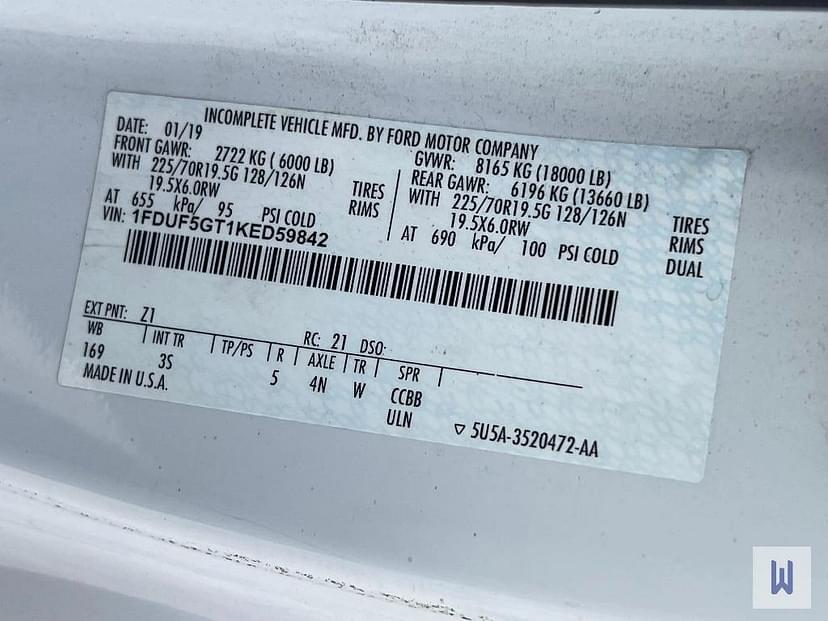 INCOMPLETE VEHICLE MFD. BY FORD MOTOR COMPANY
DATE: 01/19
GVWR: 8165 KG (18000 LB)
FRONT GAWR: 2722 KG ( 6000 LB)
REAR GAWR: 6196 KG (13660 LB)
WITH 225/70R19.5G 128/126N TIRES
WITH 225/70R19.5G 128/126N TIRES
19.5X6.0RW RIMS
19.5X6.0RW RIMS
AT 655 kPa/ 95 PSI COLD
AT 690 kPa/ 100 PSI COLD DUAL
VIN: 1FDUF5GT1KED59842
EXT PNT: Z1 RC: 21 DSO:
WB INT TR TP/PS R AXLE TR SPR
169 3S 5 4N W CCBB
MADE IN U.S.A. ULN
5U5A-3520472-AA
W